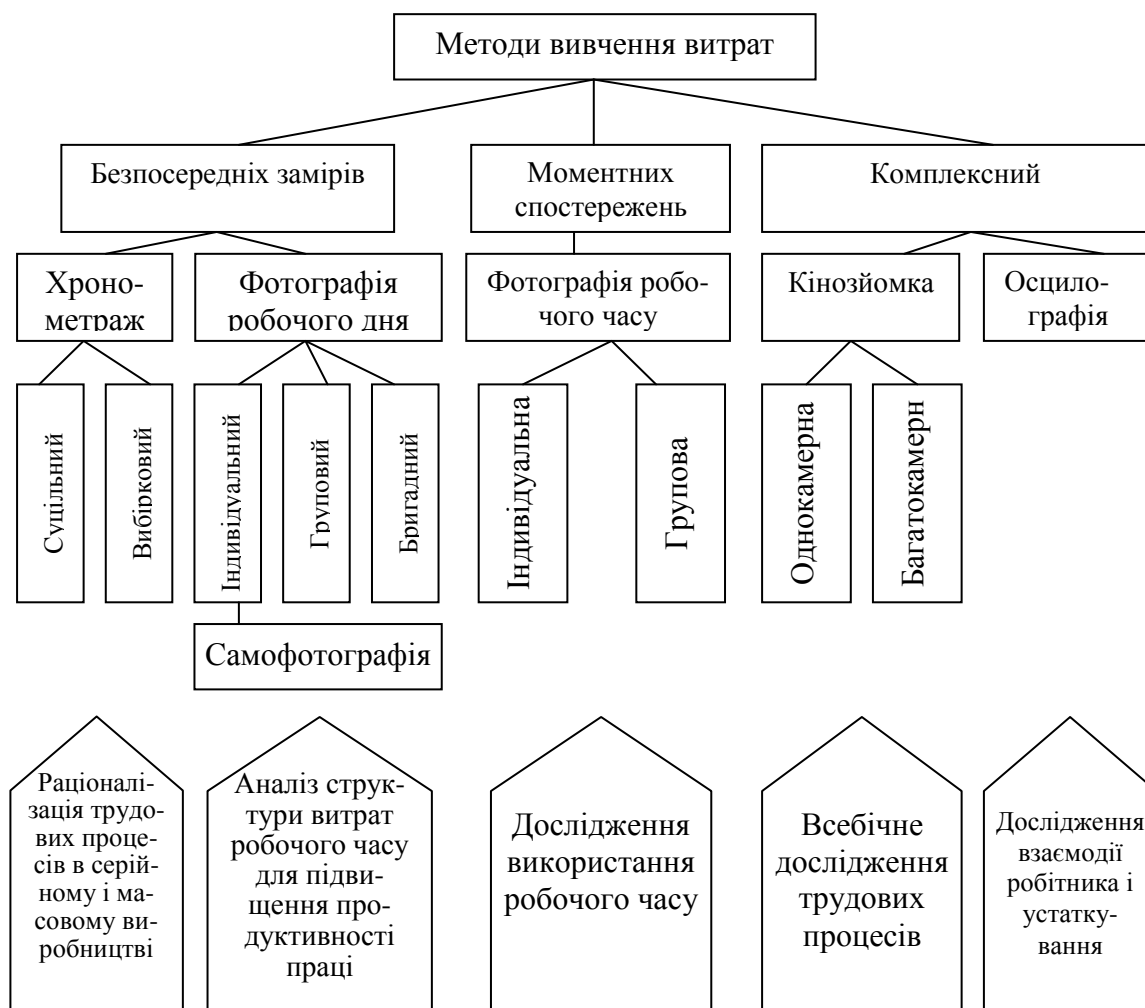 Методи вивчення витрат
Безпосередніх замірів
Моментних
спостережень
Комплексний
Хроно-
метраж
Фотографія
робочого дня
Фотографія робо-
чого часу
Кінозйомка
Осцило-
графія
Суцільний
Вибірковий
Індивідуальний
Груповий
Бригадний
Індивідуальна
Групова
Однокамерна
Багатокамерн
Самофотографія
Раціоналі-
зація трудо-
вих проце-
сів в серій-
ному і ма-
совому ви-
робництві
Аналіз струк-
тури витрат
робочого часу
для підви-
щення про-
дуктивності
праці
Дослідження
використання
робочого часу
Всебічне
дослідження
трудових
процесів
Дослідження
взаємодії
робітника і
устатку-
вання